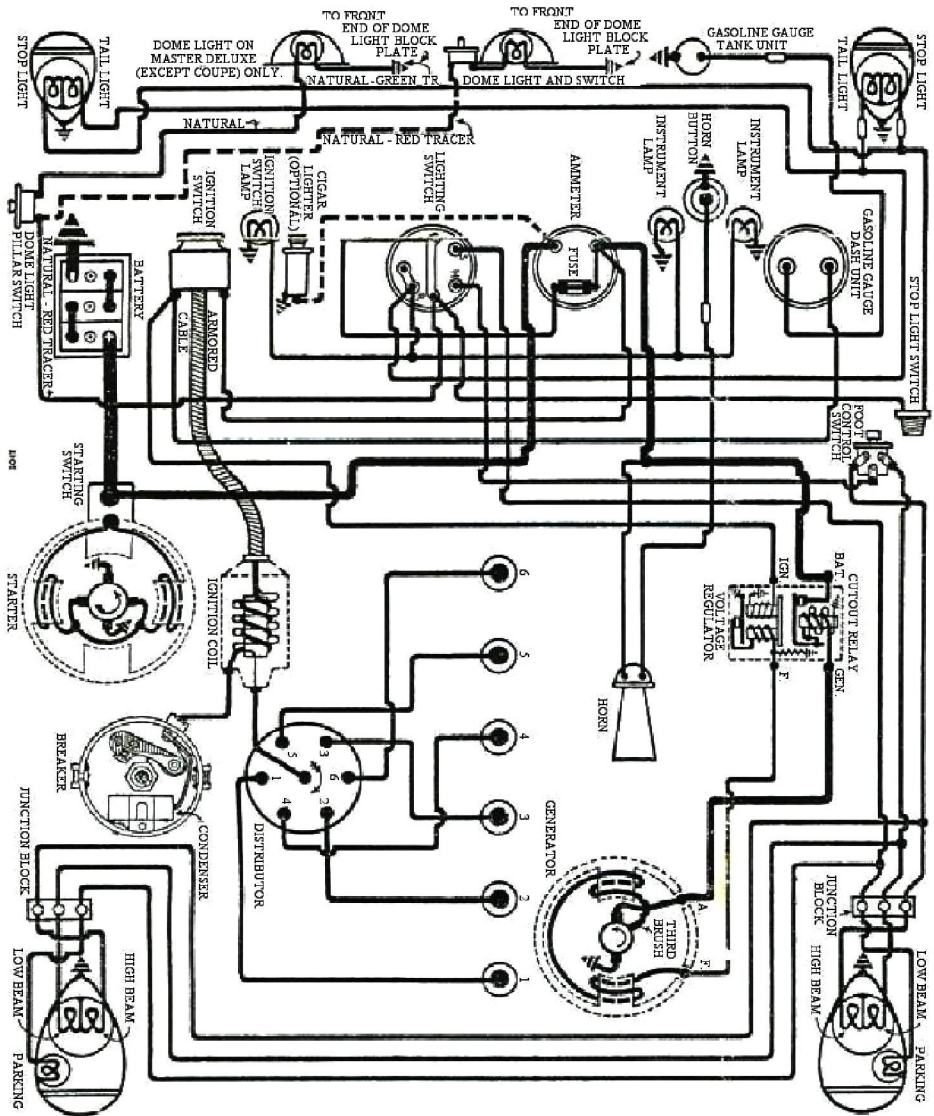 TO FRONT
END OF DOME
LIGHT BLOCK
PLATE
TO FRONT
END OF DOME
LIGHT BLOCK
PLATE
GASOLINE GAUGE
TANK UNIT
STOP LIGHT
TAIL LIGHT
DOME LIGHT ON
MASTER DELUXE
(EXCEPT COUPE) ONLY.
NATURAL-GREEN TR.
DOME LIGHT AND SWITCH
TAIL LIGHT
STOP LIGHT
NATURAL
NATURAL - RED TRACER
IGNITION
SWITCH
IGNITION
SWITCH
LAMP
CIGAR
LIGHTER
(OPTIONAL)
LIGHTING
SWITCH
AMMETER
INSTRUMENT
LAMP
HORN
BUTTON
INSTRUMENT
LAMP
GASOLINE GAUGE
DASH UNIT
DOME LIGHT
PILLAR SWITCH
NATURAL - RED TRACER
BATTERY
FUSE
STOP LIGHT SWITCH
ARMORED
CABLE
FOOT
CONTROL
SWITCH
STARTING
SWITCH
STARTER
IGNITION COIL
6
5
4
3
2
1
IGN.
BAT.
CUTOUT RELAY
VOLTAGE
REGULATOR
F.
GEN.
HORN
BREAKER
CONDENSER
5
3
1
6
4
2
DISTRIBUTOR
GENERATOR
THIRD
BRUSH
A
F.
JUNCTION BLOCK
JUNCTION
BLOCK
LOW BEAM
HIGH BEAM
PARKING
HIGH BEAM
LOW BEAM
PARKING